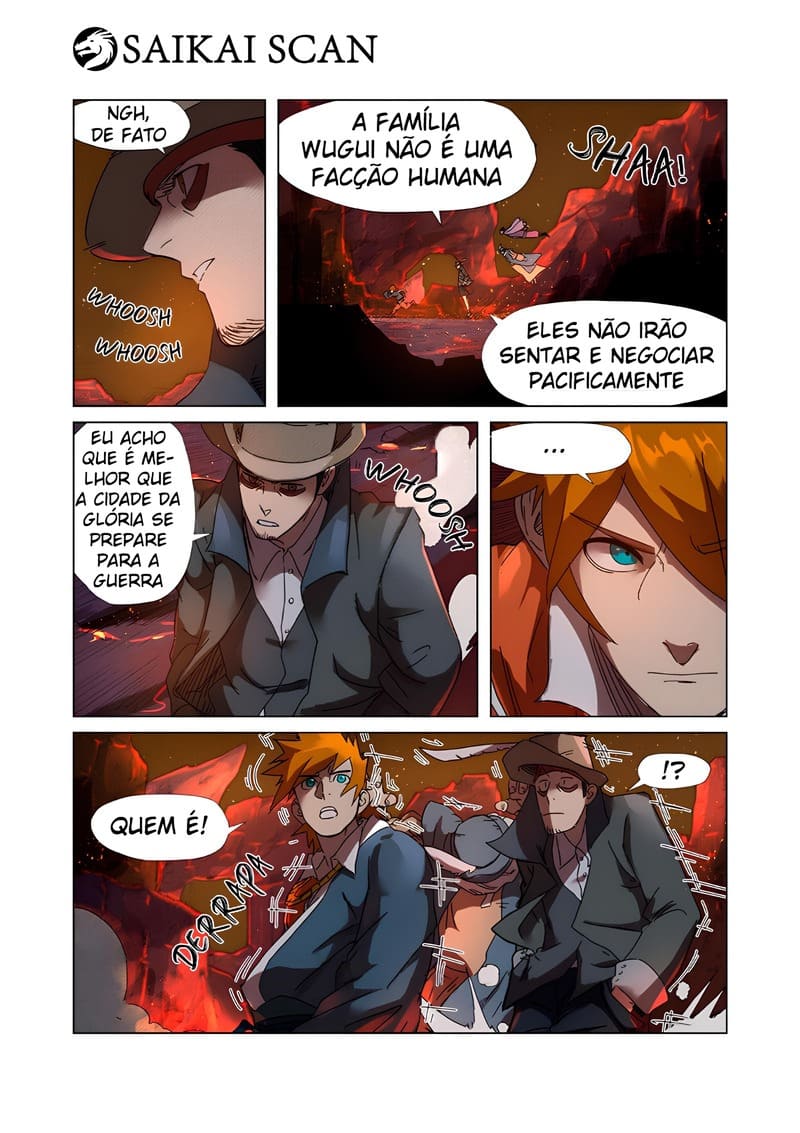 SAIKAI SCAN
NGH,
DE FATO
WHOOSH
WHOOSH
A FAMÍLIA
WUGUI NÃO É UMA
FACÇÃO HUMANA
SHAA!
ELES NÃO IRÃO
SENTAR E NEGOCIAR
PACIFICAMENTE
EU ACHO
QUE É ME-
LHOR QUE
A CIDADE DA
GLÓRIA SE
PREPARE
PARA A
GUERRA
WHOOSH
...
QUEM É!
DERRAPA
!?